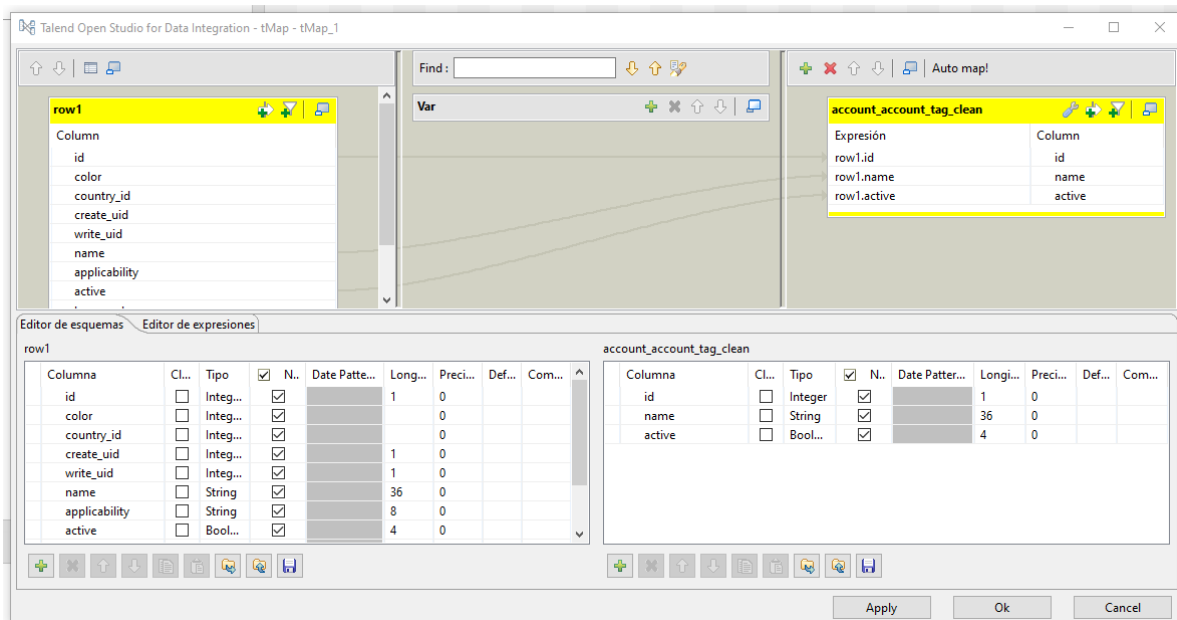 Talend Open Studio for Data Integration - tMap - tMap_1
Find :
Auto map!
row1
Column
id
color
country_id
create_uid
write_uid
name
applicability
active
Var
account_account_tag_clean
Expresión Column
row1.id id
row1.name name
row1.active active
Editor de esquemas Editor de expresiones
row1
Columna Cl... Tipo N.. Date Patte... Long... Preci... Def... Com...
id Integ... 1 0
color Integ... 0
country_id Integ... 0
create_uid Integ... 1 0
write_uid Integ... 1 0
name String 36 0
applicability String 8 0
active Bool... 4 0
account_account_tag_clean
Columna Cl... Tipo N.. Date Patter... Longi... Preci... Def... Com...
id Integer 1 0
name String 36 0
active Bool... 4 0
Apply Ok Cancel